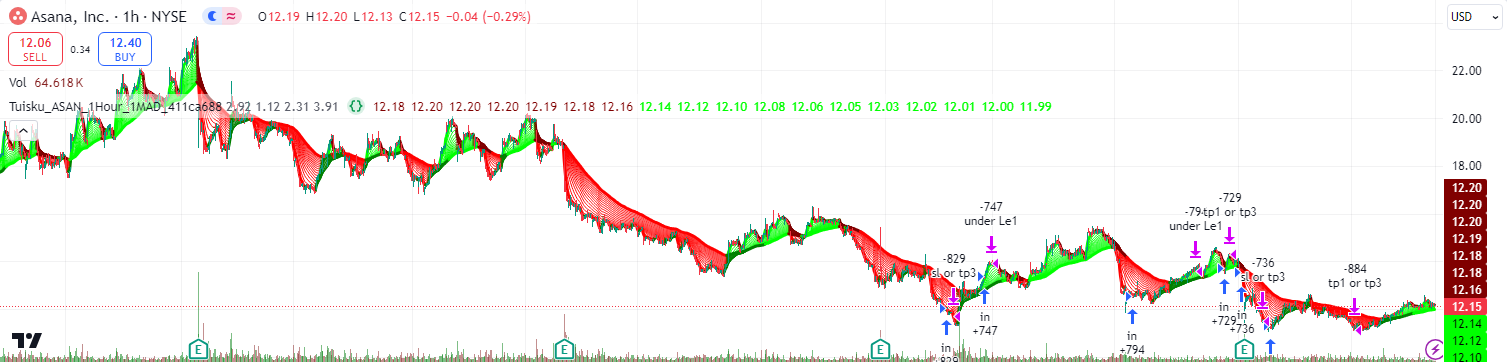 Asana, Inc. · 1h · NYSE O12.19 H12.20 L12.13 C12.15 −0.04 (−0.29%)
USD
12.06
SELL
0.34
12.40
BUY
Vol 64.618 K
Tuisku_ASAN_1Hour_1MAD_411ca688 2.92 1.12 2.31 3.91 {} 12.18 12.20 12.20 12.20 12.19 12.18 12.16 12.14 12.12 12.10 12.08 12.06 12.05 12.03 12.02 12.01 12.00 11.99
22.00
20.00
18.00
12.20
12.20
12.20
12.19
12.18
12.18
12.16
12.15
12.14
12.12
12.10
-829
sl or tp3
in
-747
under Le1
in
+747
in
+794
under Le1
-729
tp1 or tp3
in
+729
-736
sl or tp3
in
+736
-884
tp1 or tp3
E
E
E
E